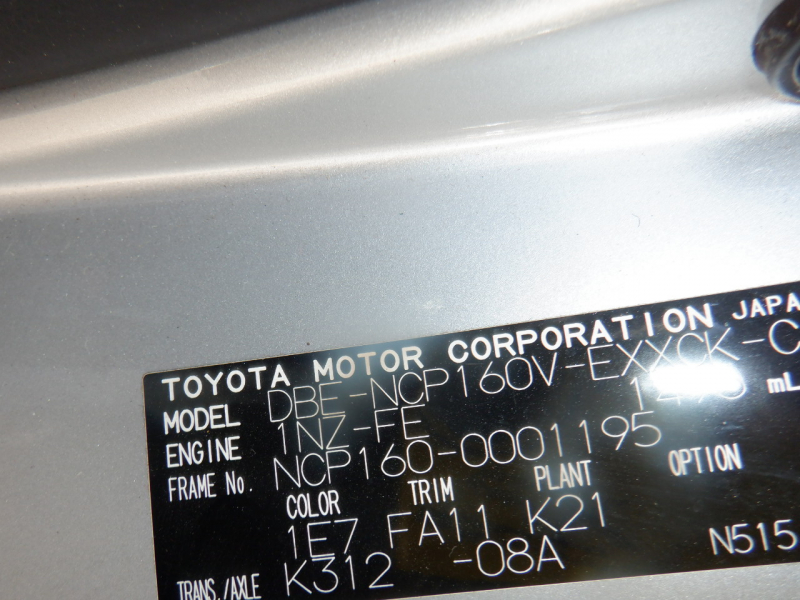 TOYOTA MOTOR CORPORATION JAPA
MODEL DBE-NCP160V-EXXCK-C
ENGINE 1NZ-FE mL
FRAME No. NCP160-0001195
COLOR TRIM PLANT OPTION
1E7 FA11 K21
TRANS./AXLE K312 -08A N515